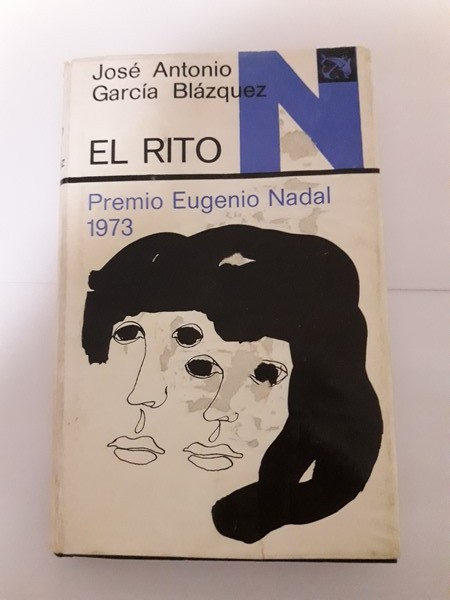 José Antonio
García Blázquez
N
EL RITO
Premio Eugenio Nadal
1973